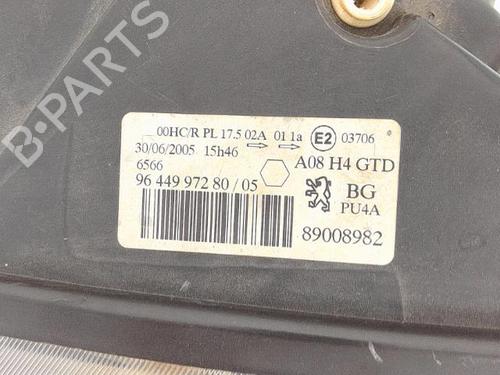 00HC/R PL 17.5 02A 01 1a E2 03706
30/06/2005 15h46
6566
A08 H4 GTD
96 449 972 80 / 05
BG
PU4A
89008982
B-PARTS